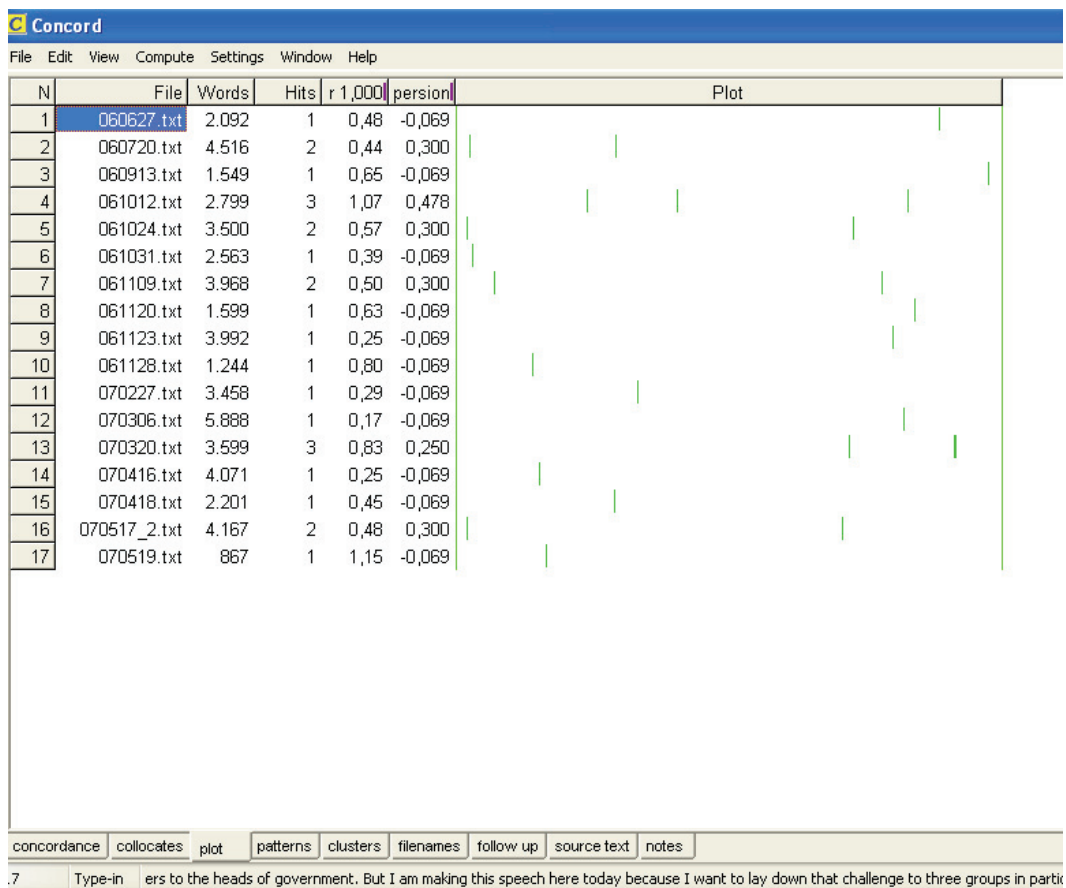 C Concord
File Edit View Compute Settings Window Help
N File Words Hits r 1,000 persion Plot
1 060627.txt 2.092 1 0,48 -0,069
2 060720.txt 4.516 2 0,44 0,300
3 060913.txt 1.549 1 0,65 -0,069
4 061012.txt 2.799 3 1,07 0,478
5 061024.txt 3.500 2 0,57 0,300
6 061031.txt 2.563 1 0,39 -0,069
7 061109.txt 3.968 2 0,50 0,300
8 061120.txt 1.599 1 0,63 -0,069
9 061123.txt 3.992 1 0,25 -0,069
10 061128.txt 1.244 1 0,80 -0,069
11 070227.txt 3.458 1 0,29 -0,069
12 070306.txt 5.888 1 0,17 -0,069
13 070320.txt 3.599 3 0,83 0,250
14 070416.txt 4.071 1 0,25 -0,069
15 070418.txt 2.201 1 0,45 -0,069
16 070517_2.txt 4.167 2 0,48 0,300
17 070519.txt 867 1 1,15 -0,069
concordance collocates plot patterns clusters filenames follow up source text notes
.7 Type-in ers to the heads of government. But I am making this speech here today because I want to lay down that challenge to three groups in partic